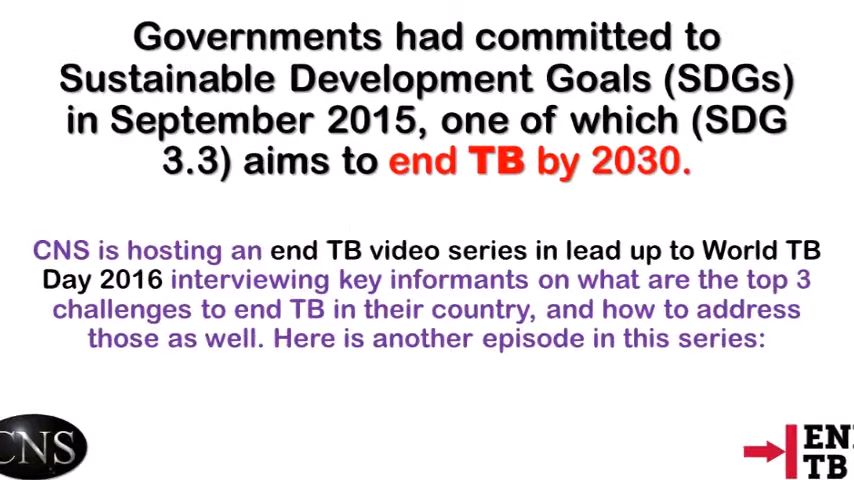 Governments had committed to
Sustainable Development Goals (SDGs)
in September 2015, one of which (SDG
3.3) aims to end TB by 2030.
CNS is hosting an end TB video series in lead up to World TB
Day 2016 interviewing key informants on what are the top 3
challenges to end TB in their country, and how to address
those as well. Here is another episode in this series:
CNS
EN
TB